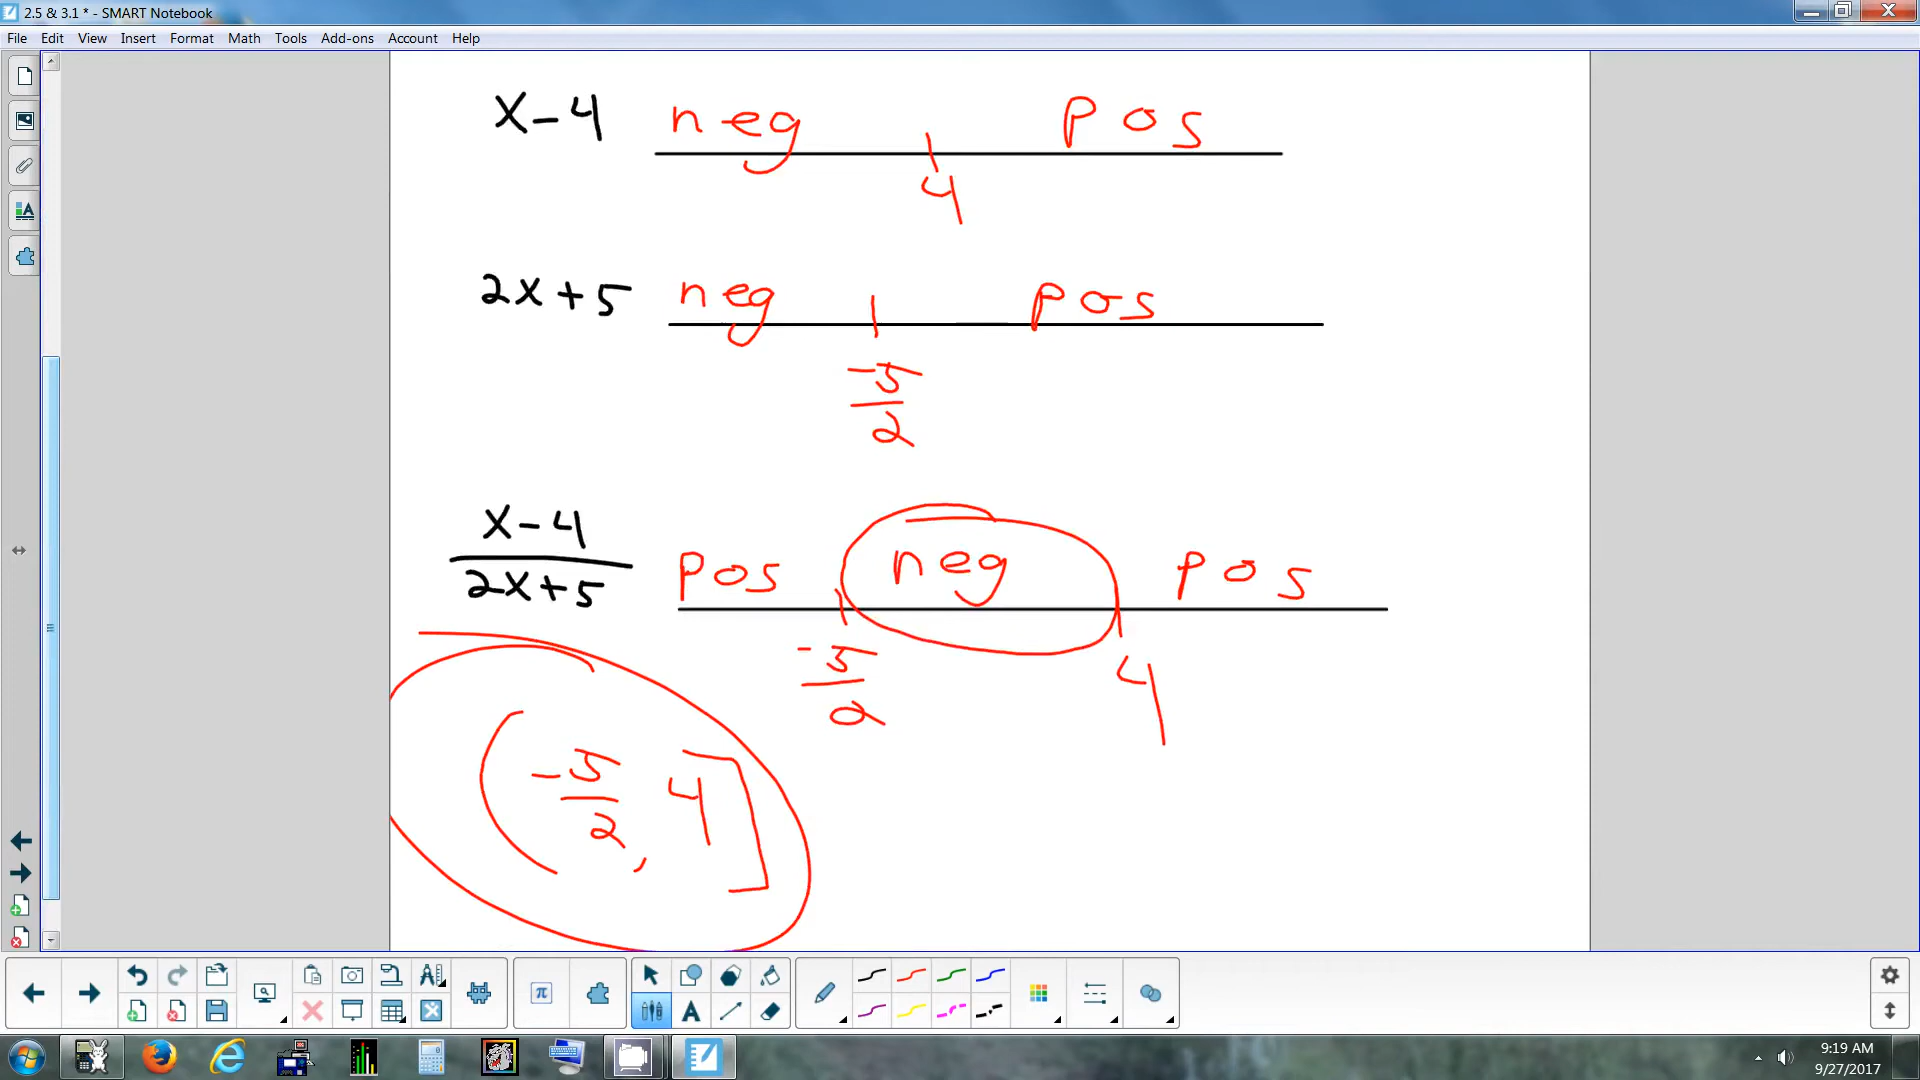 2.5 & 3.1 * - SMART Notebook
File Edit View Insert Format Math Tools Add-ons Account Help
x-4 neg pos
4
2x+5 neg pos
-5/2
x-4
2x+5 pos neg pos
-5/2 4
(-5/2, 4]
π A
9:19 AM
9/27/2017